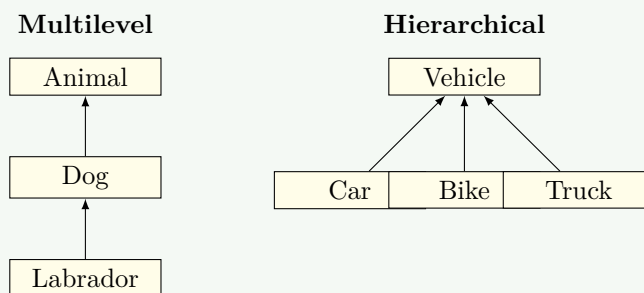 Multilevel
Animal
Dog
Labrador
Hierarchical
Vehicle
Car
Bike
Truck